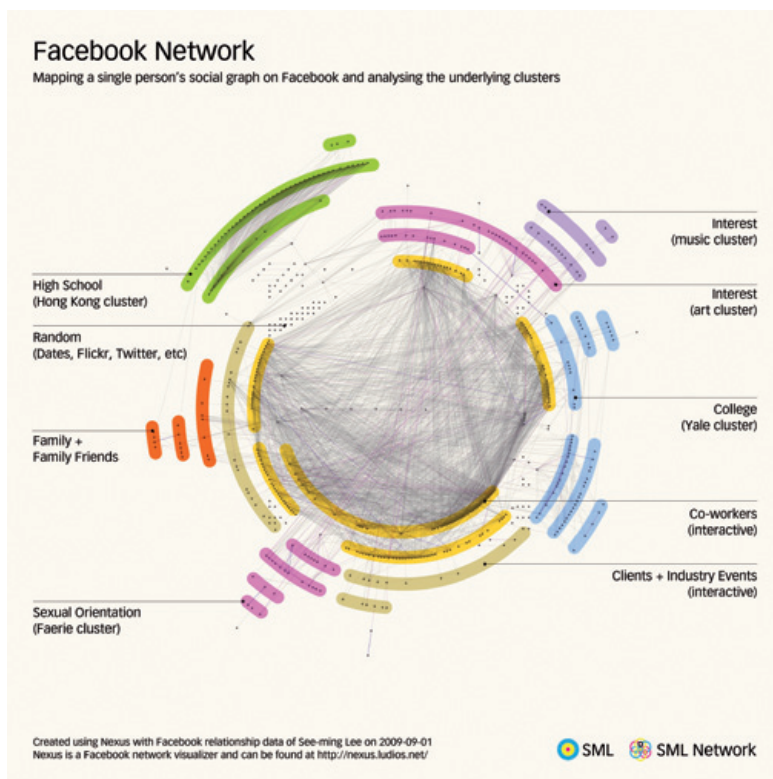 Facebook Network
Mapping a single person's social graph on Facebook and analysing the underlying clusters
Interest
(music cluster)
High School
(Hong Kong cluster)
Interest
(art cluster)
Random
(Dates, Flickr, Twitter, etc)
College
(Yale cluster)
Family +
Family Friends
Co-workers
(interactive)
Clients + Industry Events
(interactive)
Sexual Orientation
(Faerie cluster)
Created using Nexus with Facebook relationship data of See-ming Lee on 2009-09-01
Nexus is a Facebook network visualizer and can be found at http://nexus.ludios.net/
SML
SML Network